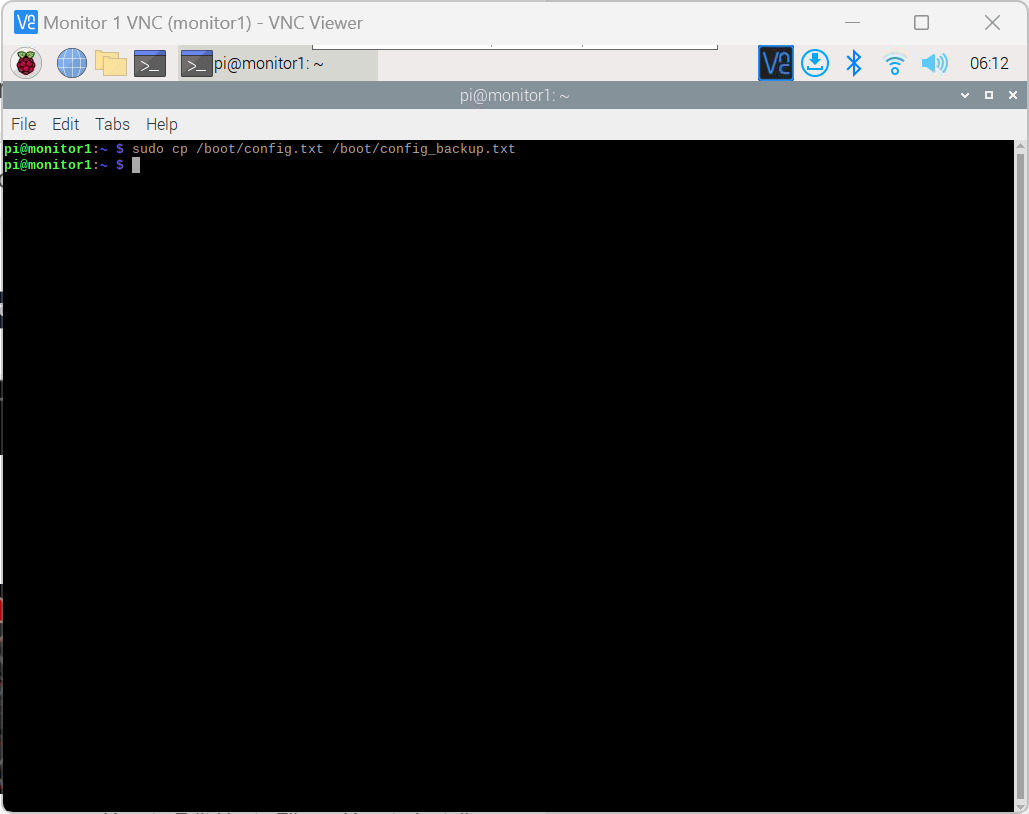 Monitor 1 VNC (monitor1) - VNC Viewer
pi@monitor1: ~
06:12
pi@monitor1: ~
File Edit Tabs Help
pi@monitor1:~ $ sudo cp /boot/config.txt /boot/config_backup.txt
pi@monitor1:~ $